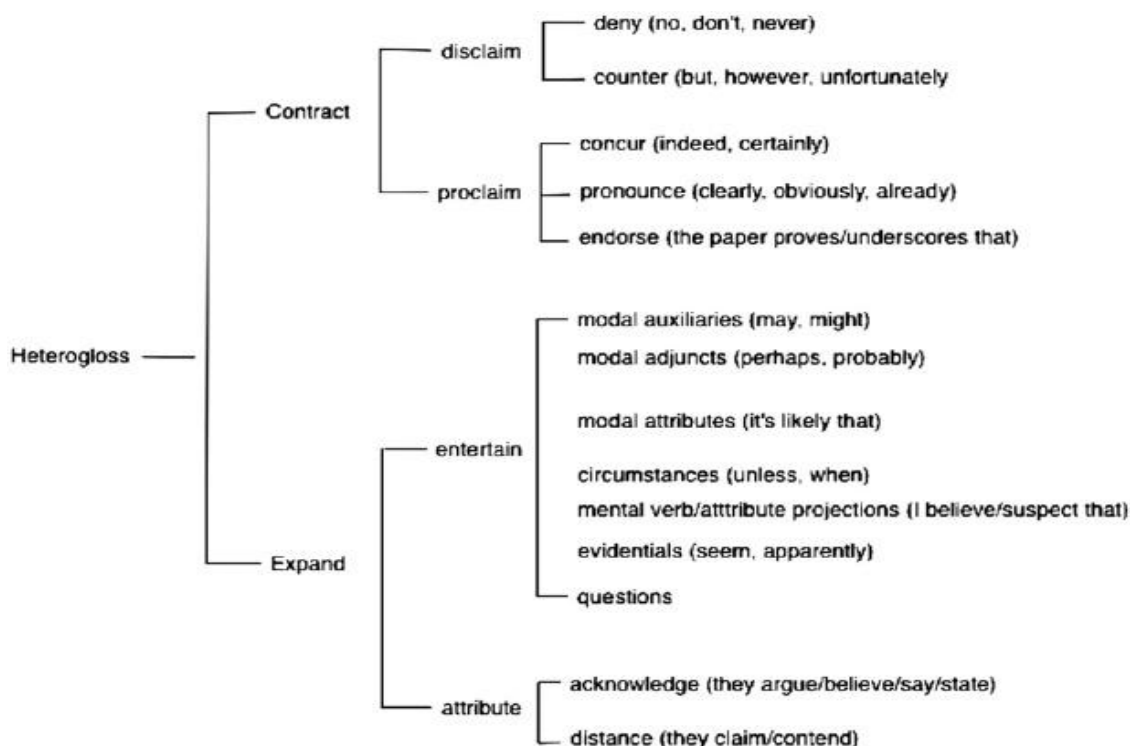 deny (no, don't, never)
disclaim
counter (but, however, unfortunately
Contract
concur (indeed, certainly)
proclaim
pronounce (clearly, obviously, already)
endorse (the paper proves/underscores that)
modal auxiliaries (may, might)
Heterogloss
modal adjuncts (perhaps, probably)
modal attributes (it's likely that)
entertain
circumstances (unless, when)
mental verb/atttribute projections (I believe/suspect that)
evidentials (seem, apparently)
Expand
questions
acknowledge (they argue/believe/say/state)
attribute
distance (they claim/contend)